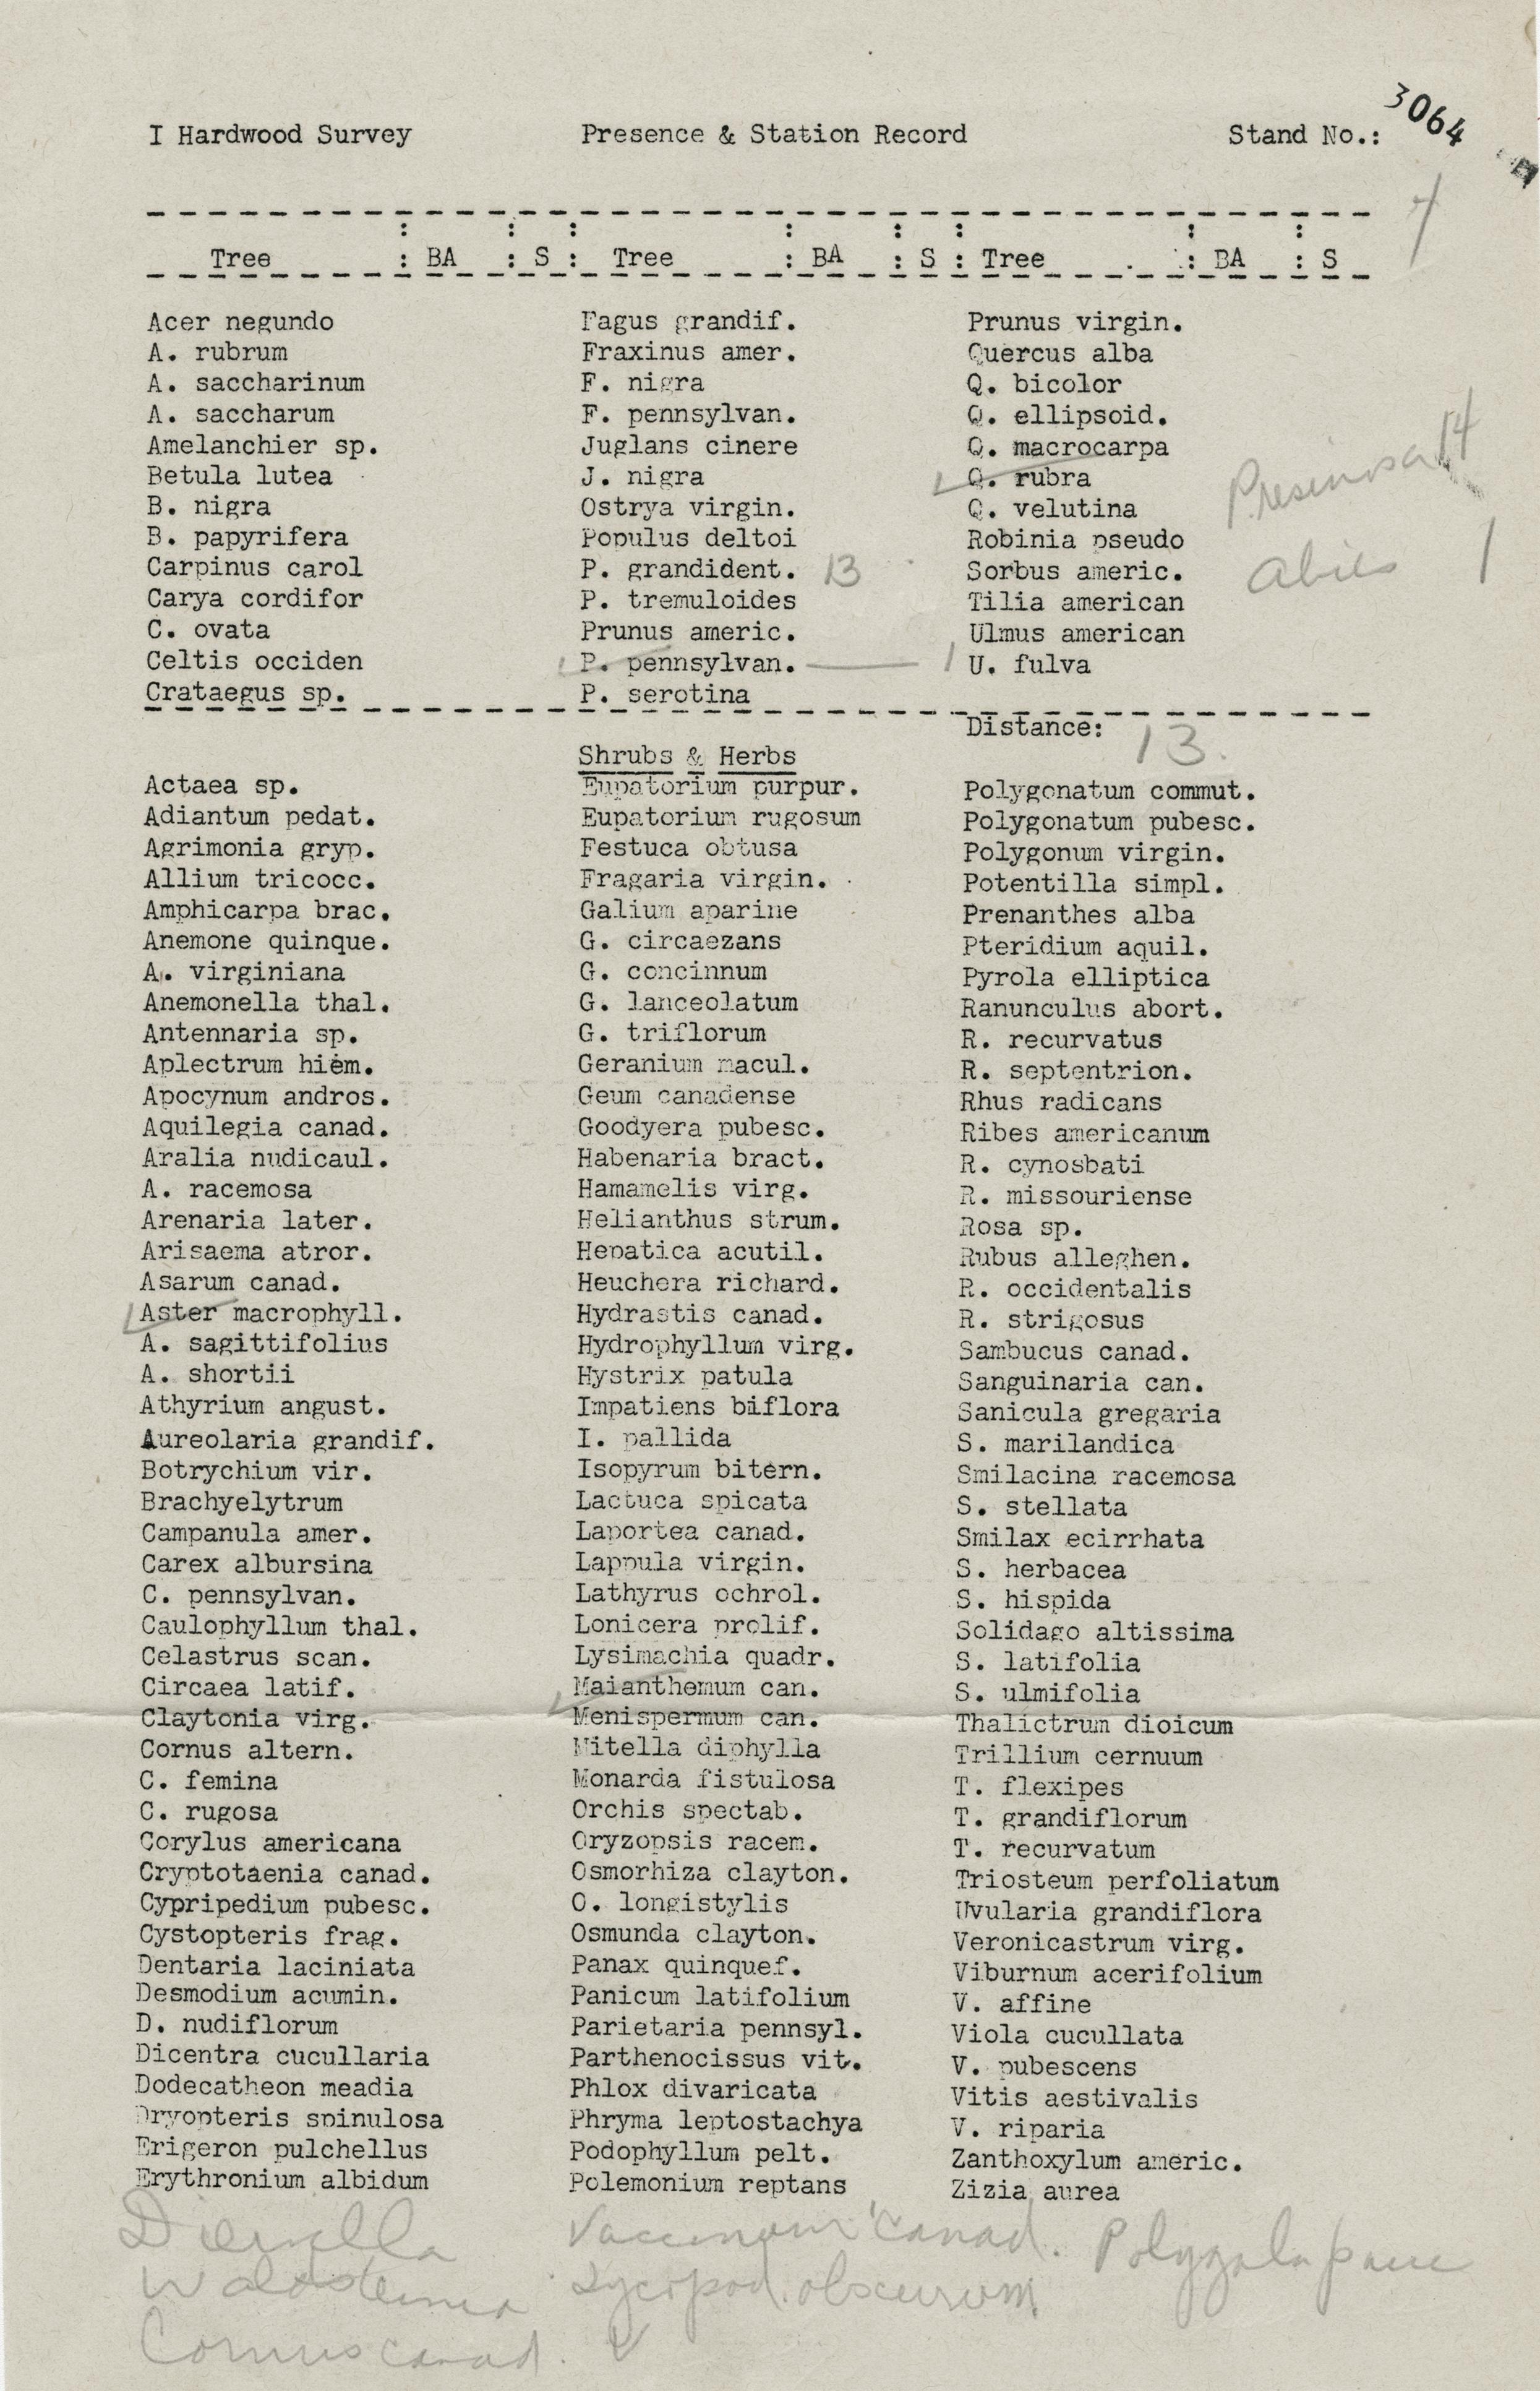 I Hardwood Survey Presence & Station Record Stand No.: 3064
4
Tree : BA : S : Tree : BA : S : Tree : BA : S
Acer negundo Fagus grandif. Prunus virgin.
A. rubrum Fraxinus amer. Quercus alba
A. saccharinum F. nigra Q. bicolor
A. saccharum F. pennsylvan. Q. ellipsoid.
Amelanchier sp. Juglans cinere Q. macrocarpa
Betula lutea J. nigra Q. rubra P. resinosa 14
B. nigra Ostrya virgin. Q. velutina
B. papyrifera Populus deltoi Robinia pseudo
Carpinus carol P. grandident. 13 Sorbus americ. Abies 1
Carya cordifor P. tremuloides Tilia american
C. ovata Prunus americ. Ulmus american
Celtis occiden P. pennsylvan. 1 U. fulva
Crataegus sp. P. serotina
Distance: 13
Shrubs & Herbs
Actaea sp. Eupatorium purpur. Polygonatum commut.
Adiantum pedat. Eupatorium rugosum Polygonatum pubesc.
Agrimonia gryp. Festuca obtusa Polygonum virgin.
Allium tricocc. Fragaria virgin. Potentilla simpl.
Amphicarpa brac. Galium aparine Prenanthes alba
Anemone quinque. G. circaezans Pteridium aquil.
A. virginiana G. concinnum Pyrola elliptica
Anemonella thal. G. lanceolatum Ranunculus abort.
Antennaria sp. G. triflorum R. recurvatus
Aplectrum hiem. Geranium macul. R. septentrion.
Apocynum andros. Geum canadense Rhus radicans
Aquilegia canad. Goodyera pubesc. Ribes americanum
Aralia nudicaul. Habenaria bract. R. cynosbati
A. racemosa Hamamelis virg. R. missouriense
Arenaria later. Helianthus strum. Rosa sp.
Arisaema atror. Hepatica acutil. Rubus alleghen.
Asarum canad. Heuchera richard. R. occidentalis
Aster macrophyll. Hydrastis canad. R. strigosus
A. sagittifolius Hydrophyllum virg. Sambucus canad.
A. shortii Hystrix patula Sanguinaria can.
Athyrium angust. Impatiens biflora Sanicula gregaria
Aureolaria grandif. I. pallida S. marilandica
Botrychium vir. Isopyrum bitern. Smilacina racemosa
Brachyelytrum Lactuca spicata S. stellata
Campanula amer. Laportea canad. Smilax ecirrhata
Carex albursina Lappula virgin. S. herbacea
C. pennsylvan. Lathyrus ochrol. S. hispida
Caulophyllum thal. Lonicera prolif. Solidago altissima
Celastrus scan. Lysimachia quadr. S. latifolia
Circaea latif. Maianthemum can. S. ulmifolia
Claytonia virg. Menispermum can. Thalictrum dioicum
Cornus altern. Mitella diphylla Trillium cernuum
C. femina Monarda fistulosa T. flexipes
C. rugosa Orchis spectab. T. grandiflorum
Corylus americana Oryzopsis racem. T. recurvatum
Cryptotaenia canad. Osmorhiza clayton. Triosteum perfoliatum
Cypripedium pubesc. O. longistylis Uvularia grandiflora
Cystopteris frag. Osmunda clayton. Veronicastrum virg.
Dentaria laciniata Panax quinquef. Viburnum acerifolium
Desmodium acumin. Panicum latifolium V. affine
D. nudiflorum Parietaria pennsyl. Viola cucullata
Dicentra cucullaria Parthenocissus vit. V. pubescens
Dodecatheon meadia Phlox divaricata Vitis aestivalis
Dryopteris spinulosa Phryma leptostachya V. riparia
Erigeron pulchellus Podophyllum pelt. Zanthoxylum americ.
Erythronium albidum Polemonium reptans Zizia aurea
Diervilla Vaccinium canad. Polygala pauc
Waldsteinia Lycopod. obscurum
Cornus canad.